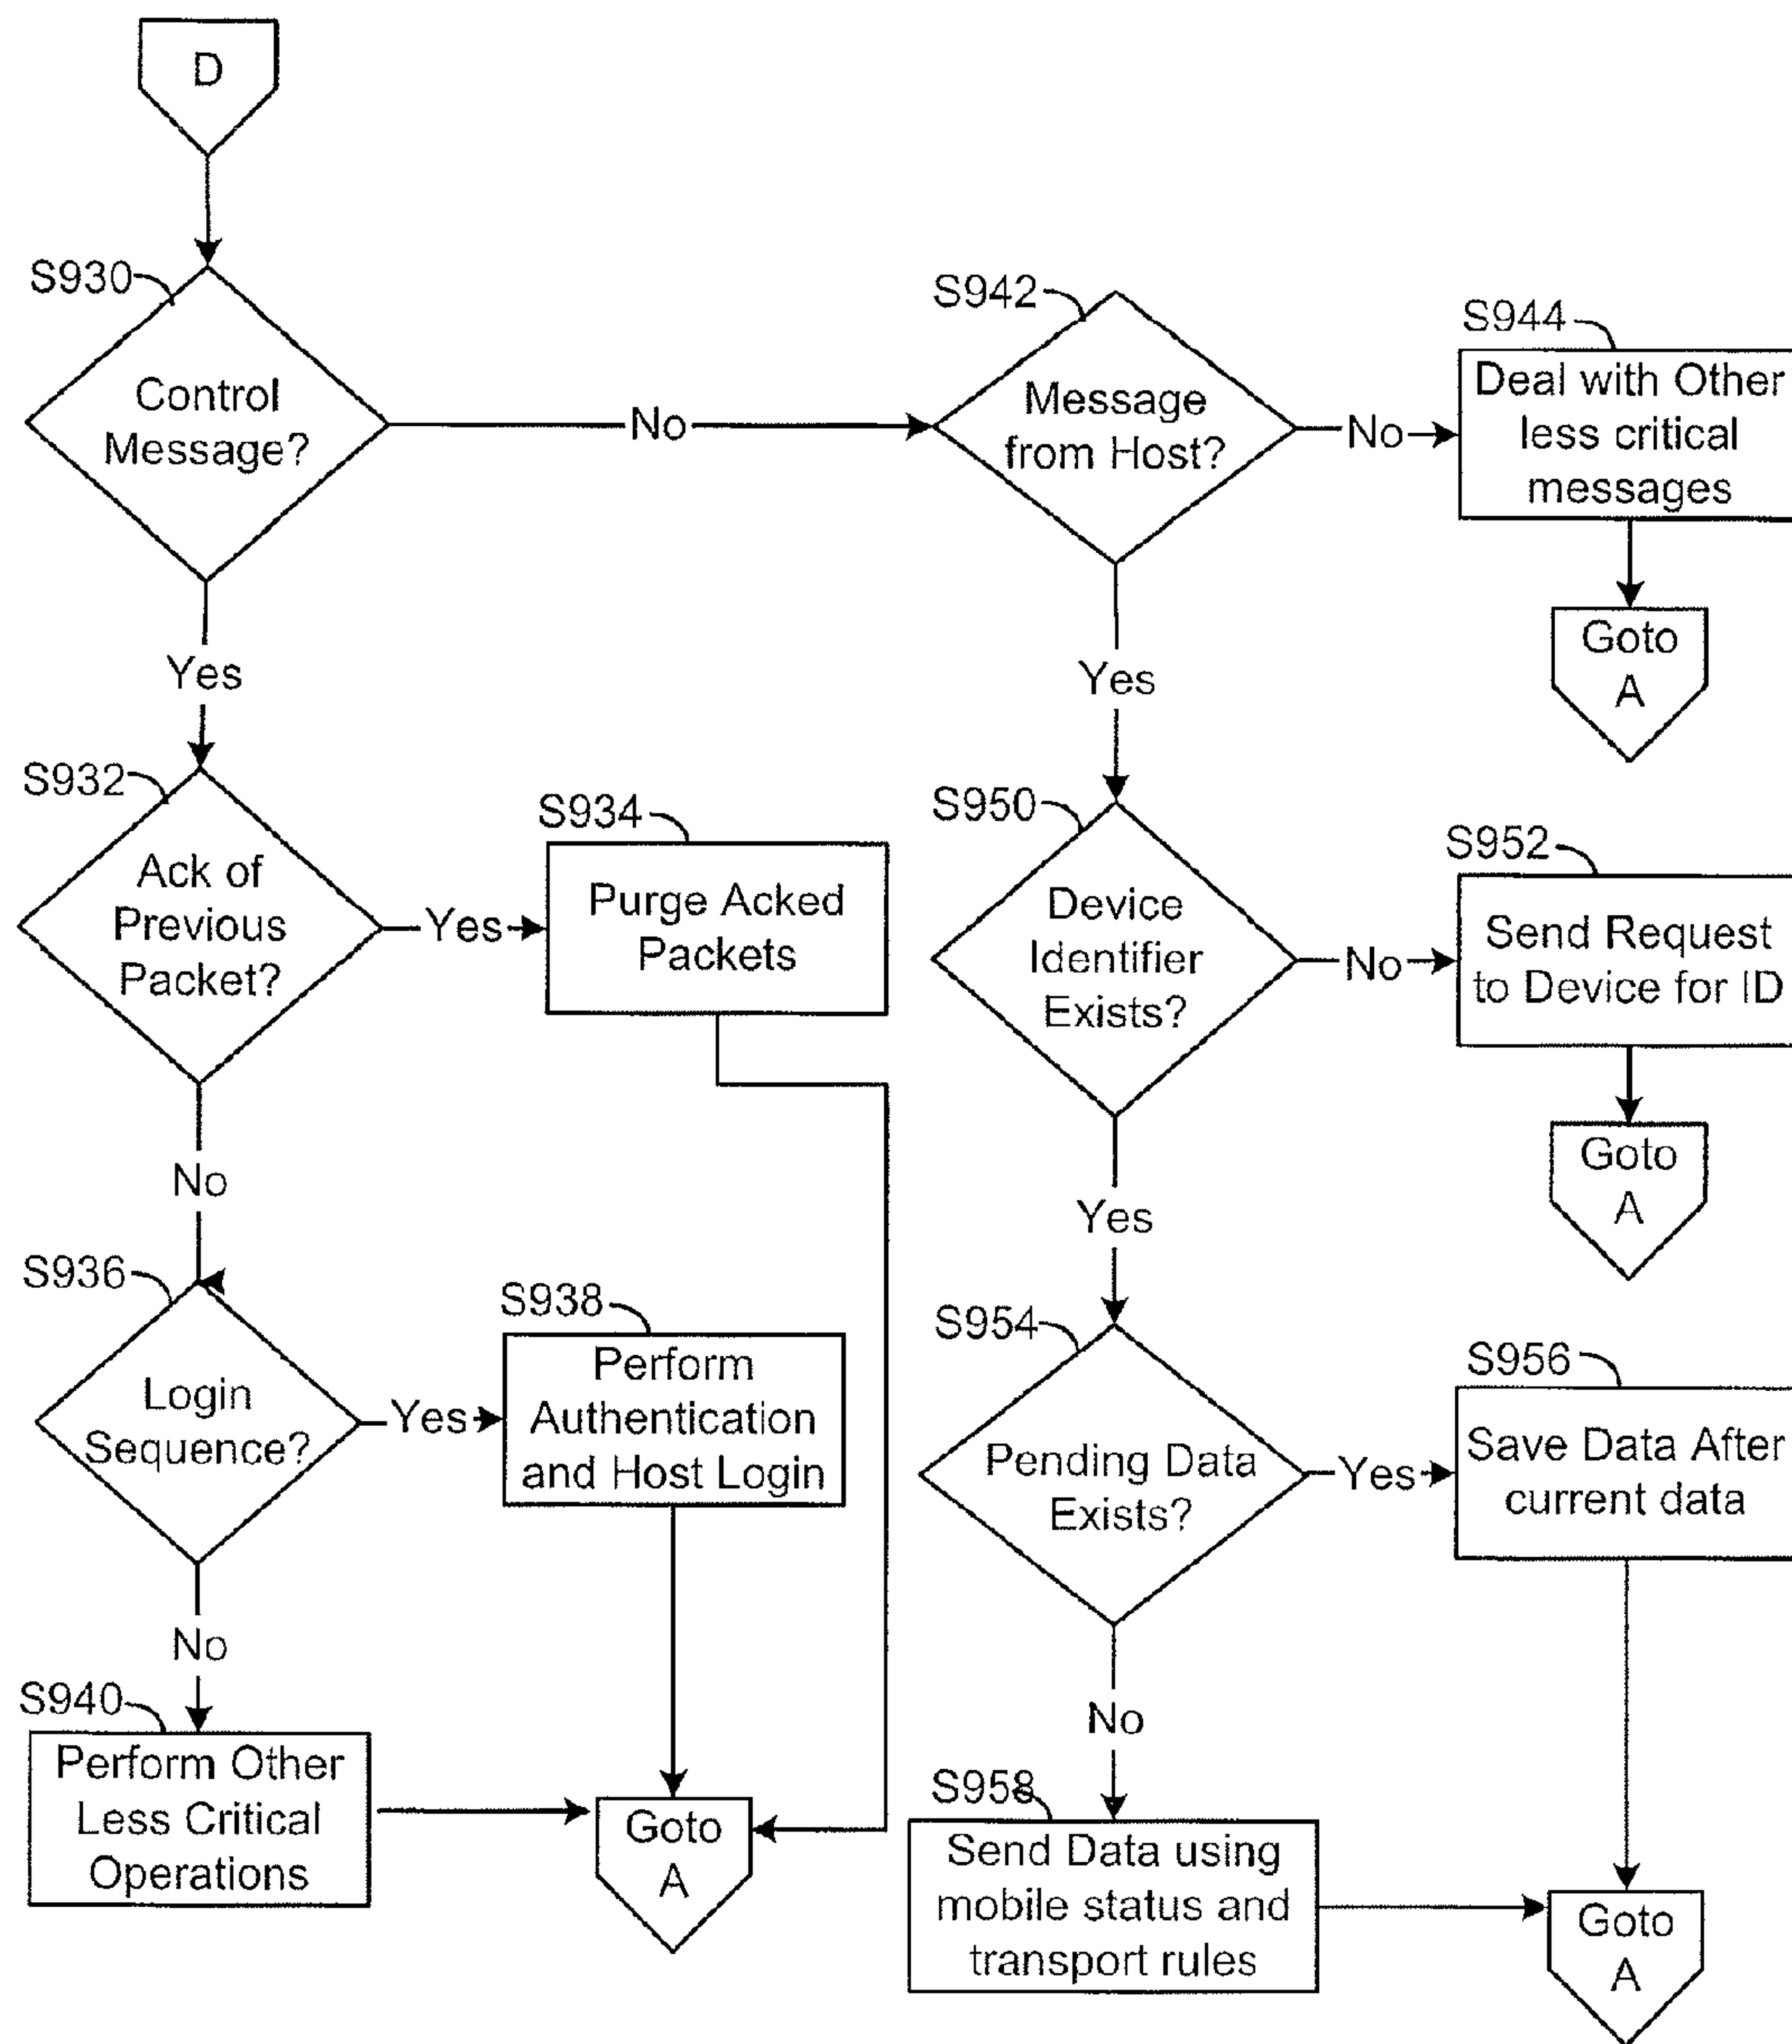 D
S930
Control
Message?
No
S942
Message
from Host?
No
S944
Deal with Other
less critical
messages
Goto
A
Yes
Yes
S932
Ack of
Previous
Packet?
Yes
S934
Purge Acked
Packets
S950
Device
Identifier
Exists?
No
S952
Send Request
to Device for ID
Goto
A
No
Yes
S936
Login
Sequence?
Yes
S938
Perform
Authentication
and Host Login
S954
Pending Data
Exists?
Yes
S956
Save Data After
current data
No
No
S940
Perform Other
Less Critical
Operations
Goto
A
S958
Send Data using
mobile status and
transport rules
Goto
A